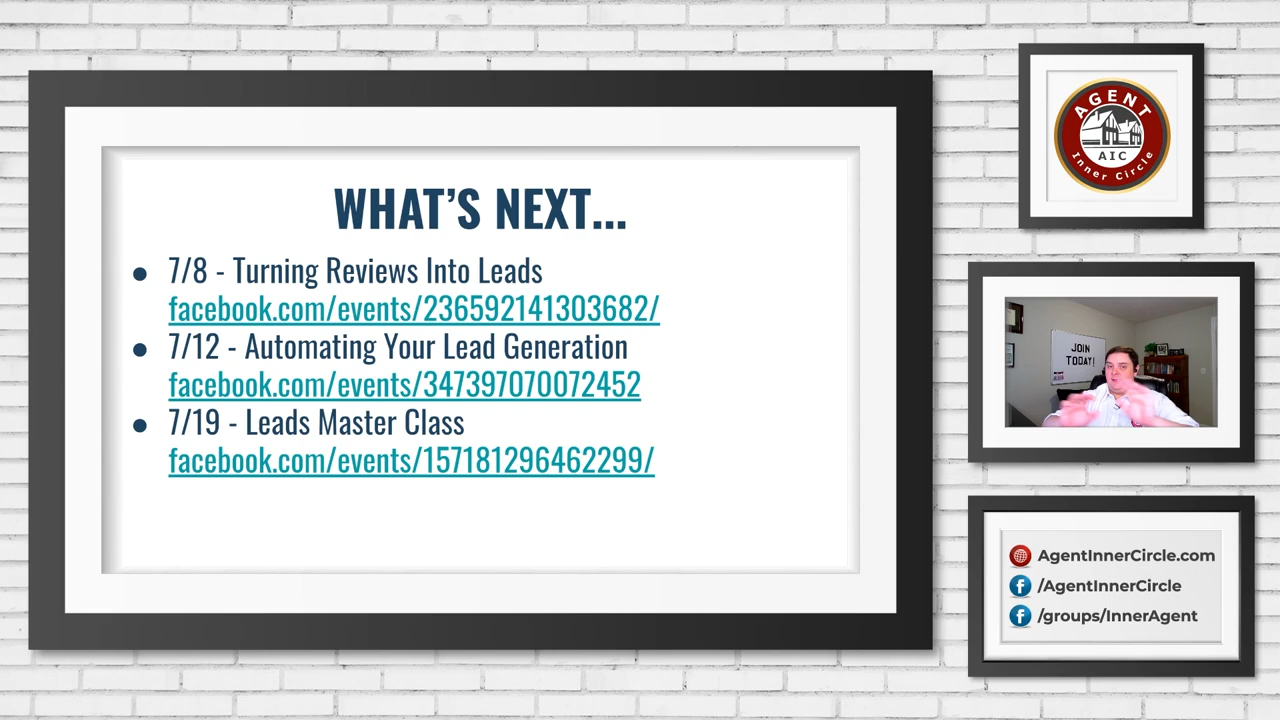 WHAT'S NEXT...
● 7/8 - Turning Reviews Into Leads
facebook.com/events/236592141303682/
● 7/12 - Automating Your Lead Generation
facebook.com/events/347397070072452
● 7/19 - Leads Master Class
facebook.com/events/157181296462299/
AGENT
AIC
Inner Circle
JOIN
TODAY!
AgentInnerCircle.com
/AgentInnerCircle
/groups/InnerAgent